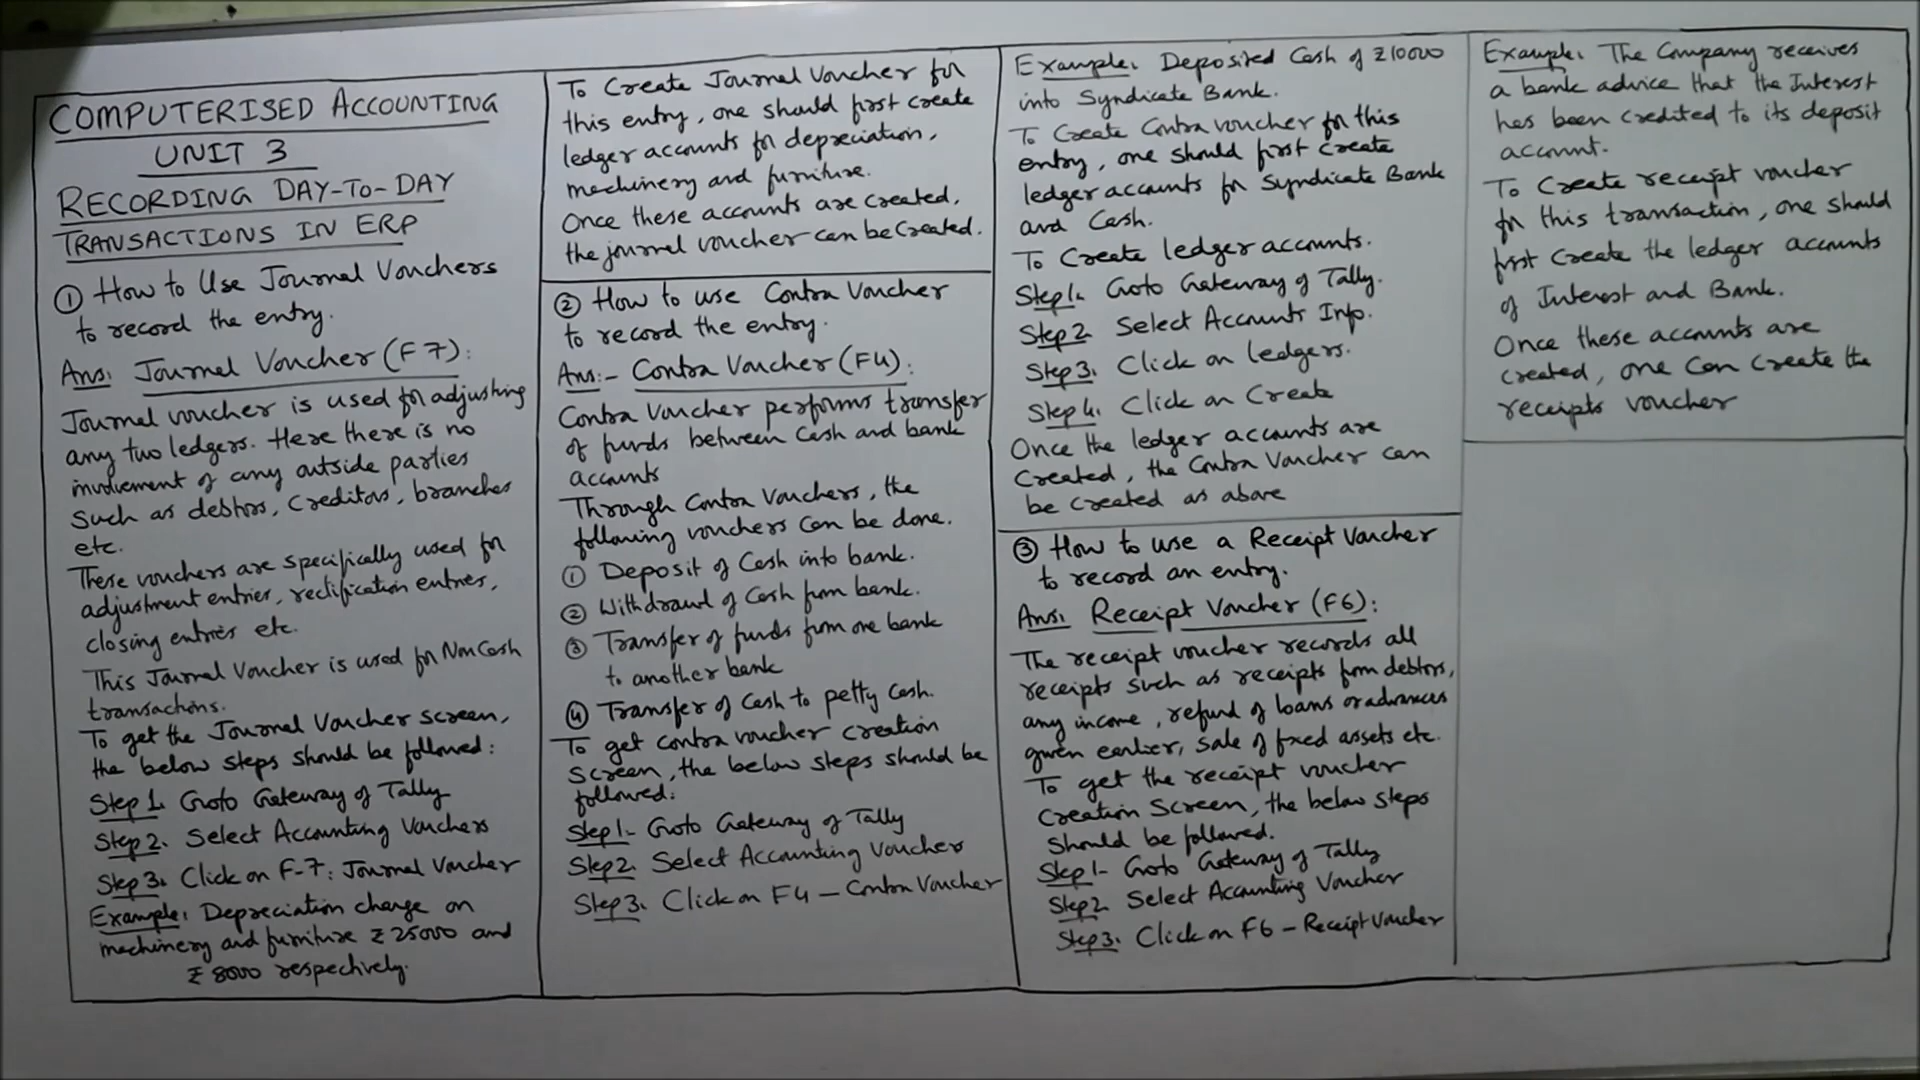 COMPUTERISED ACCOUNTING
UNIT 3
RECORDING DAY-TO-DAY
TRANSACTIONS IN ERP
① How to Use Journal Vouchers
to record the entry.
Ans: Journal Voucher (F7):
Journal voucher is used for adjusting
any two ledgers. Here there is no
involvement of any outside parties
such as debtors, Creditors, branches
etc.
These vouchers are specifically used for
adjustment entries, rectification entries,
closing entries etc.
This Journal Voucher is used for Non Cash
transactions.
To get the Journal Voucher screen,
the below steps should be followed:
Step 1. Goto Gateway of Tally
Step 2. Select Accounting Vouchers
Step 3. Click on F-7: Journal Voucher
Example: Depreciation charge on
machinery and furniture ₹ 25000 and
₹ 8000 respectively.
To Create Journal Voucher for
this entry, one should first create
ledger accounts for depreciation,
machinery and furniture.
Once these accounts are created,
the journal voucher can be Created.
② How to use Contra Voucher
to record the entry.
Ans:- Contra Voucher (F4):
Contra Voucher performs transfer
of funds between Cash and bank
accounts
Through Contra Vouchers, the
following vouchers can be done.
① Deposit of Cash into bank.
② Withdrawl of Cash from bank.
③ Transfer of funds from one bank
to another bank
④ Transfer of Cash to petty Cash.
To get contra voucher creation
Screen, the below steps should be
followed:
Step 1- Goto Gateway of Tally
Step 2. Select Accounting Voucher
Step 3. Click on F4 - Contra Voucher
Example: Deposited Cash of ₹10000
into Syndicate Bank.
To Create Contra voucher for this
entry, one should first create
ledger accounts for Syndicate Bank
and Cash.
To Create ledger accounts.
Step 1. Goto Gateway of Tally.
Step 2. Select Accounts Info.
Step 3. Click on ledgers.
Step 4. Click on Create
Once the ledger accounts are
Created, the Contra Voucher can
be created as above
③ How to use a Receipt Voucher
to record an entry.
Ans: Receipt Voucher (F6):
The receipt voucher records all
receipts such as receipts from debtors,
any income, refund of loans or advances
given earlier, Sale of fixed assets etc.
To get the receipt voucher
Creation Screen, the below steps
should be followed.
Step 1- Goto Gateway of Tally
Step 2. Select Accounting Voucher
Step 3. Click on F6 - Receipt Voucher
Example. The Company receives
a bank advice that the Interest
has been credited to its deposit
account.
To Create receipt voucher
for this transaction, one should
first Create the ledger accounts
of Interest and Bank.
Once these accounts are
created, one can create the
receipts voucher